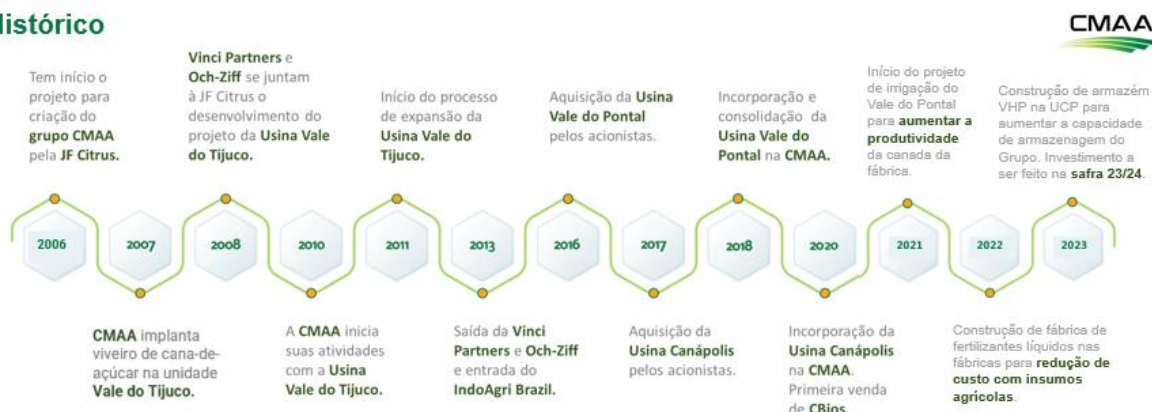 Histórico
CMAA
Tem início o
projeto para
criação do
grupo CMAA
pela JF Citrus.
Vinci Partners e
Och-Ziff se juntam
à JF Citrus o
desenvolvimento do
projeto da Usina Vale
do Tijuco.
Início do processo
de expansão da
Usina Vale do
Tijuco.
Aquisição da Usina
Vale do Pontal
pelos acionistas.
Incorporação e
consolidação da
Usina Vale do
Pontal na CMAA.
Início do projeto
de irrigação do
Vale do Pontal
para aumentar a
produtividade
da canada da
fábrica.
Construção de armazém
VHP na UCP para
aumentar a capacidade
de armazenagem do
Grupo. Investimento a
ser feito na safra 23/24.
2006 2007 2008 2010 2011 2013 2016 2017 2018 2020 2021 2022 2023
CMAA implanta
viveiro de cana-de-
açúcar na unidade
Vale do Tijuco.
A CMAA inicia
suas atividades
com a Usina
Vale do Tijuco.
Saída da Vinci
Partners e Och-Ziff
e entrada do
IndoAgri Brazil.
Aquisição da
Usina Canápolis
pelos acionistas.
Incorporação da
Usina Canápolis
na CMAA.
Primeira venda
de CBios.
Construção de fábrica de
fertilizantes líquidos nas
fábricas para redução de
custo com insumos
agrícolas.